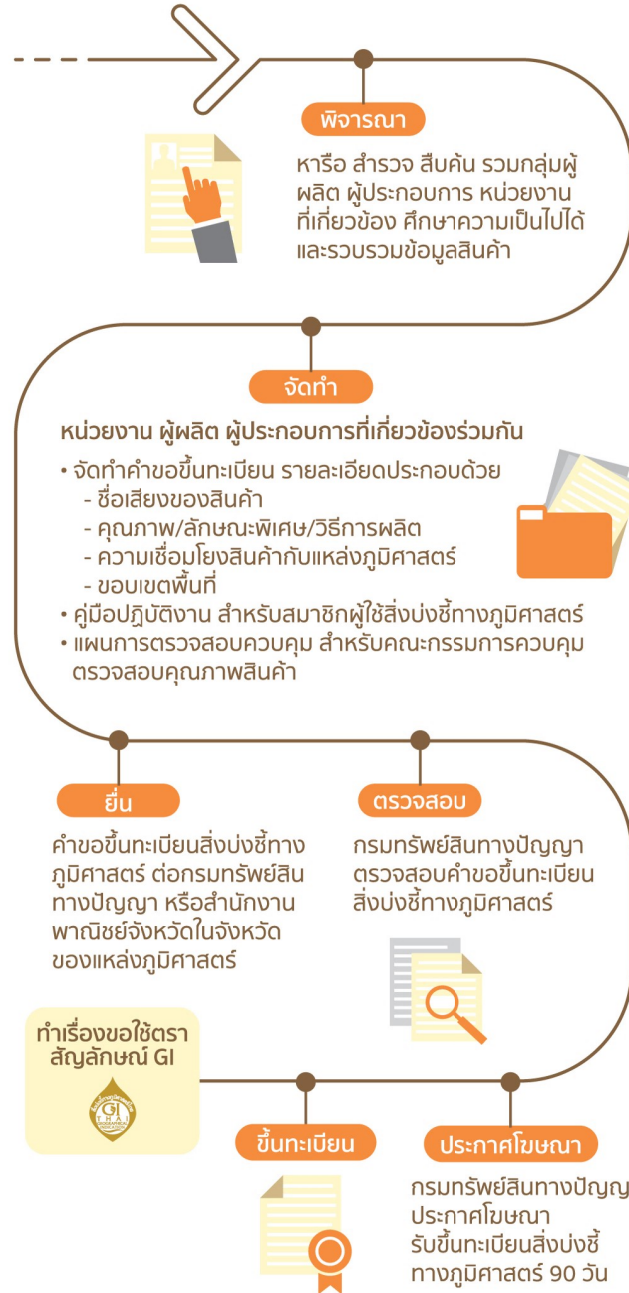 พิจารณา
หารือ สำรวจ สืบค้น รวมกลุ่มผู้
ผลิต ผู้ประกอบการ หน่วยงาน
ที่เกี่ยวข้อง ศึกษาความเป็นไปได้
และรวบรวมข้อมูลสินค้า
จัดทำ
หน่วยงาน ผู้ผลิต ผู้ประกอบการที่เกี่ยวข้องร่วมกัน
• จัดทำคำขอขึ้นทะเบียน รายละเอียดประกอบด้วย
- ชื่อเสียงของสินค้า
- คุณภาพ/ลักษณะพิเศษ/วิธีการผลิต
- ความเชื่อมโยงสินค้ากับแหล่งภูมิศาสตร์
- ขอบเขตพื้นที่
• คู่มือปฏิบัติงาน สำหรับสมาชิกผู้ใช้สิ่งบ่งชี้ทางภูมิศาสตร์
• แผนการตรวจสอบควบคุม สำหรับคณะกรรมการควบคุม
ตรวจสอบคุณภาพสินค้า
ยื่น
คำขอขึ้นทะเบียนสิ่งบ่งชี้ทาง
ภูมิศาสตร์ ต่อกรมทรัพย์สิน
ทางปัญญา หรือสำนักงาน
พาณิชย์จังหวัดในจังหวัด
ของแหล่งภูมิศาสตร์
ตรวจสอบ
กรมทรัพย์สินทางปัญญา
ตรวจสอบคำขอขึ้นทะเบียน
สิ่งบ่งชี้ทางภูมิศาสตร์
ประกาศโฆษณา
กรมทรัพย์สินทางปัญญ
ประกาศโฆษณา
รับขึ้นทะเบียนสิ่งบ่งชี้
ทางภูมิศาสตร์ 90 วัน
ขึ้นทะเบียน
ทำเรื่องขอใช้ตรา
สัญลักษณ์ GI
GI
THAI